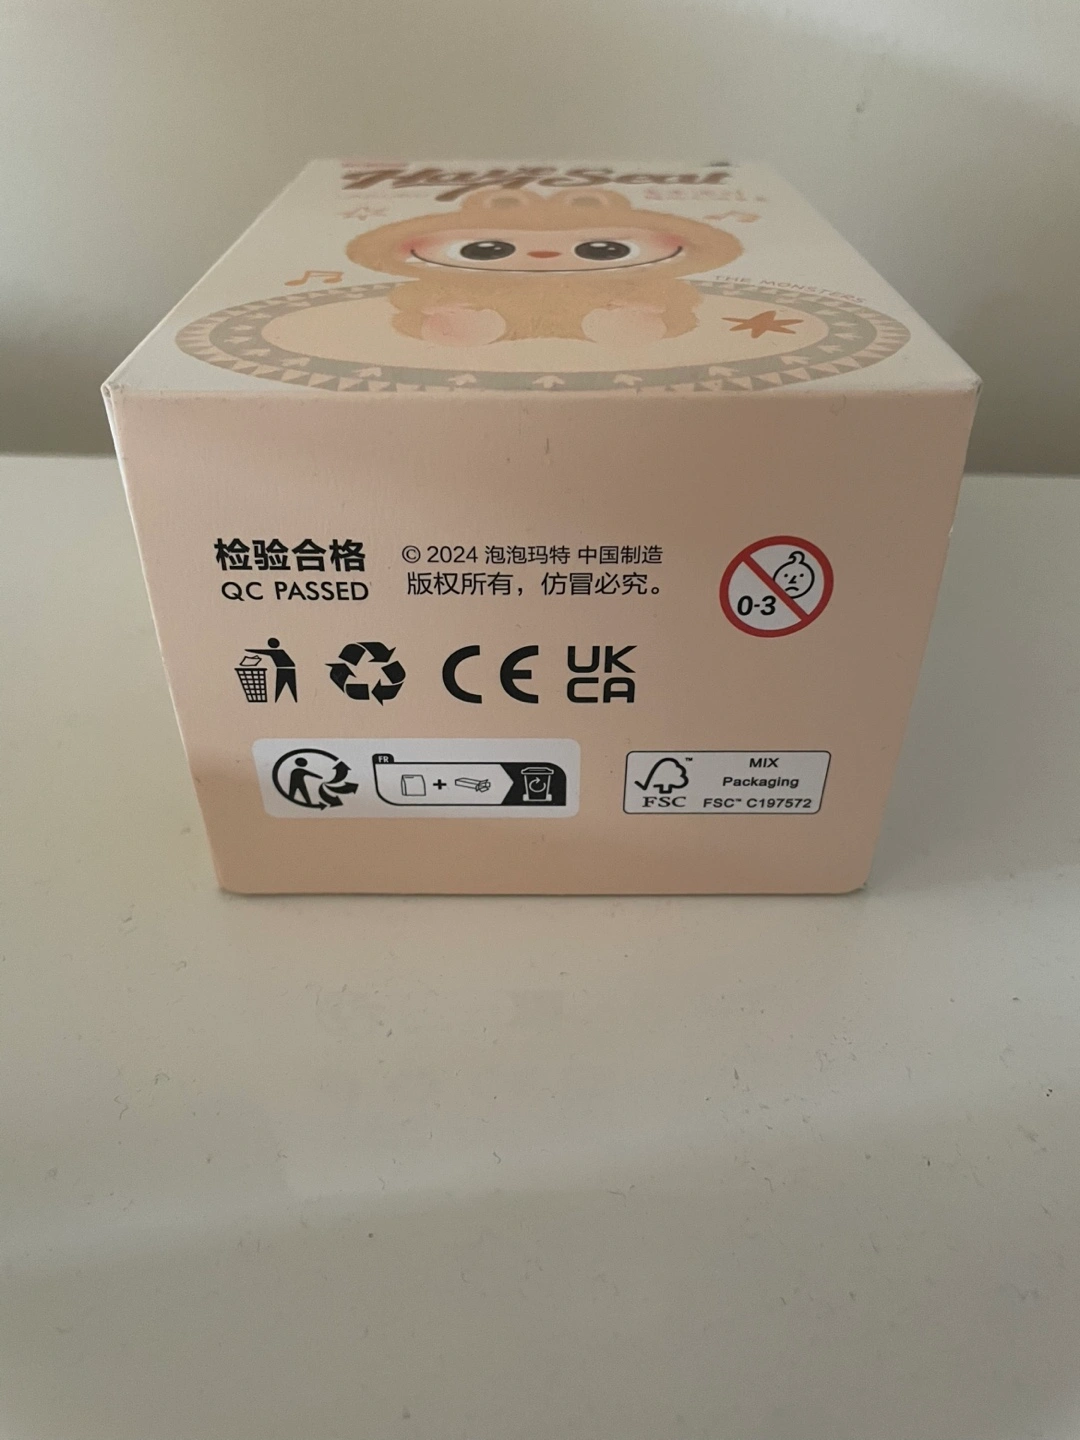 Have A Seat
THE MONSTERS
检验合格
QC PASSED
© 2024 泡泡玛特 中国制造
版权所有，仿冒必究。
0-3
CE
UK
CA
FR
MIX
Packaging
FSC™ C197572
FSC